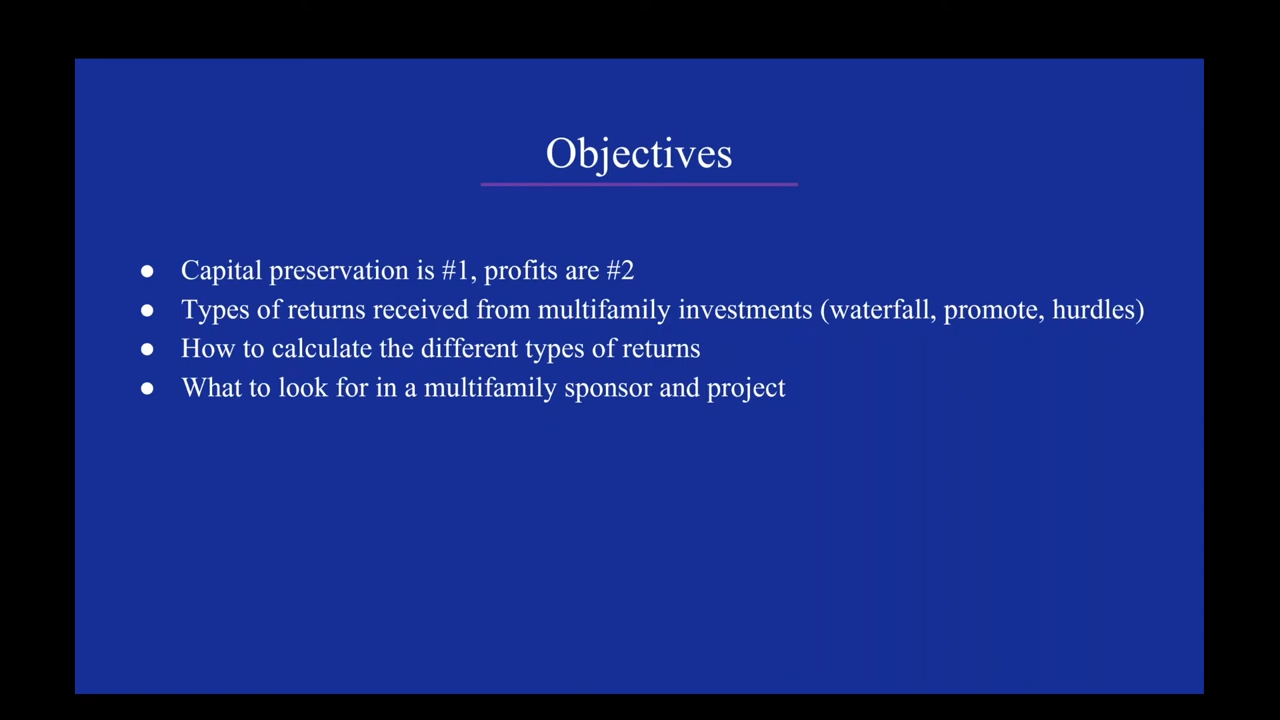 Objectives
● Capital preservation is #1, profits are #2
● Types of returns received from multifamily investments (waterfall, promote, hurdles)
● How to calculate the different types of returns
● What to look for in a multifamily sponsor and project